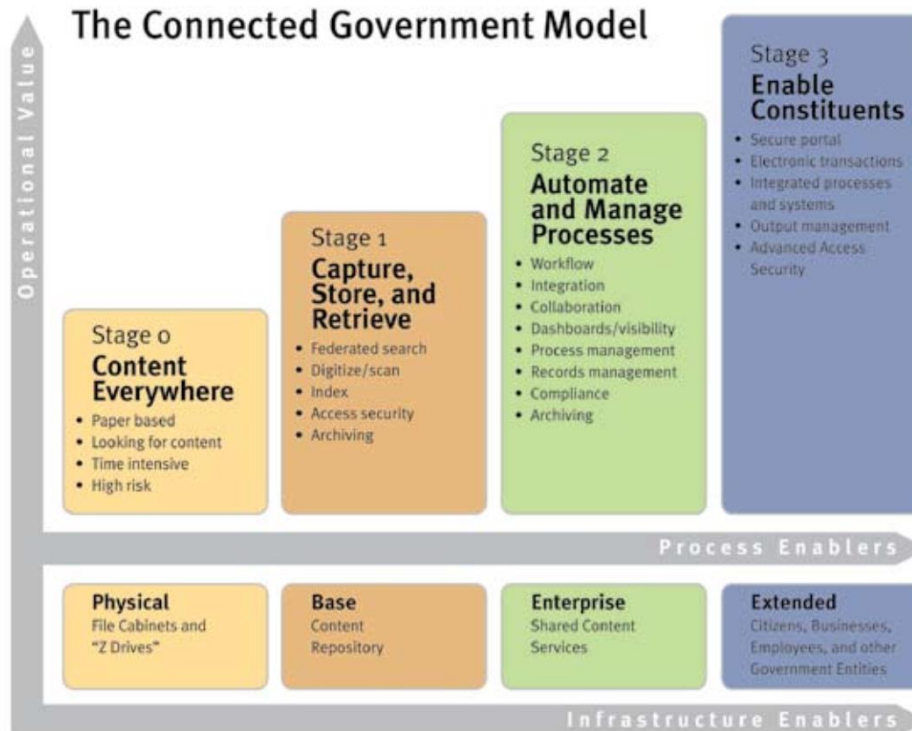 The Connected Government Model
Operational Value
Stage 0
Content
Everywhere
• Paper based
• Looking for content
• Time intensive
• High risk
Stage 1
Capture,
Store, and
Retrieve
• Federated search
• Digitize/scan
• Index
• Access security
• Archiving
Stage 2
Automate
and Manage
Processes
• Workflow
• Integration
• Collaboration
• Dashboards/visibility
• Process management
• Records management
• Compliance
• Archiving
Stage 3
Enable
Constituents
• Secure portal
• Electronic transactions
• Integrated processes
and systems
• Output management
• Advanced Access
Security
Process Enablers
Physical
File Cabinets and
"Z Drives"
Base
Content
Repository
Enterprise
Shared Content
Services
Extended
Citizens, Businesses,
Employees, and other
Government Entities
Infrastructure Enablers